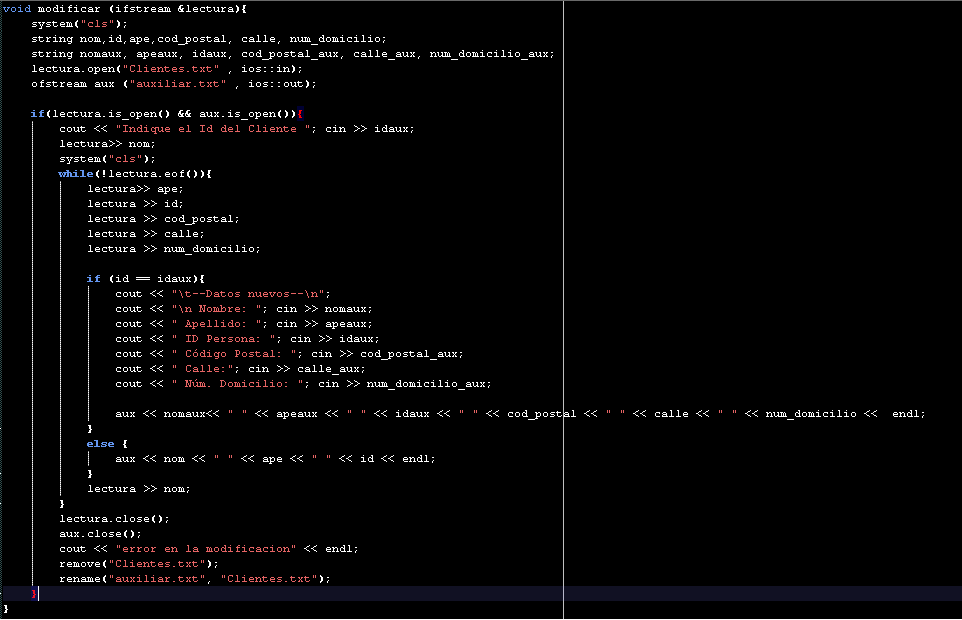 void modificar (ifstream &lectura){
system("cls");
string nom,id,ape,cod_postal, calle, num_domicilio;
string nomaux, apeaux, idaux, cod_postal_aux, calle_aux, num_domicilio_aux;
lectura.open("Clientes.txt" , ios::in);
ofstream aux ("auxiliar.txt" , ios::out);
if(lectura.is_open() && aux.is_open()){
cout << "Indique el Id del Cliente "; cin >> idaux;
lectura>> nom;
system("cls");
while(!lectura.eof()){
lectura>> ape;
lectura >> id;
lectura >> cod_postal;
lectura >> calle;
lectura >> num_domicilio;
if (id == idaux){
cout << "\t--Datos nuevos--\n";
cout << "\n Nombre: "; cin >> nomaux;
cout << " Apellido: "; cin >> apeaux;
cout << " ID Persona: "; cin >> idaux;
cout << " Código Postal: "; cin >> cod_postal_aux;
cout << " Calle:"; cin >> calle_aux;
cout << " Núm. Domicilio: "; cin >> num_domicilio_aux;
aux << nomaux<< " " << apeaux << " " << idaux << " " << cod_postal << " " << calle << " " << num_domicilio <<  endl;
}
else {
aux << nom << " " << ape << " " << id << endl;
}
lectura >> nom;
}
lectura.close();
aux.close();
cout << "error en la modificacion" << endl;
remove("Clientes.txt");
rename("auxiliar.txt", "Clientes.txt");
}
}